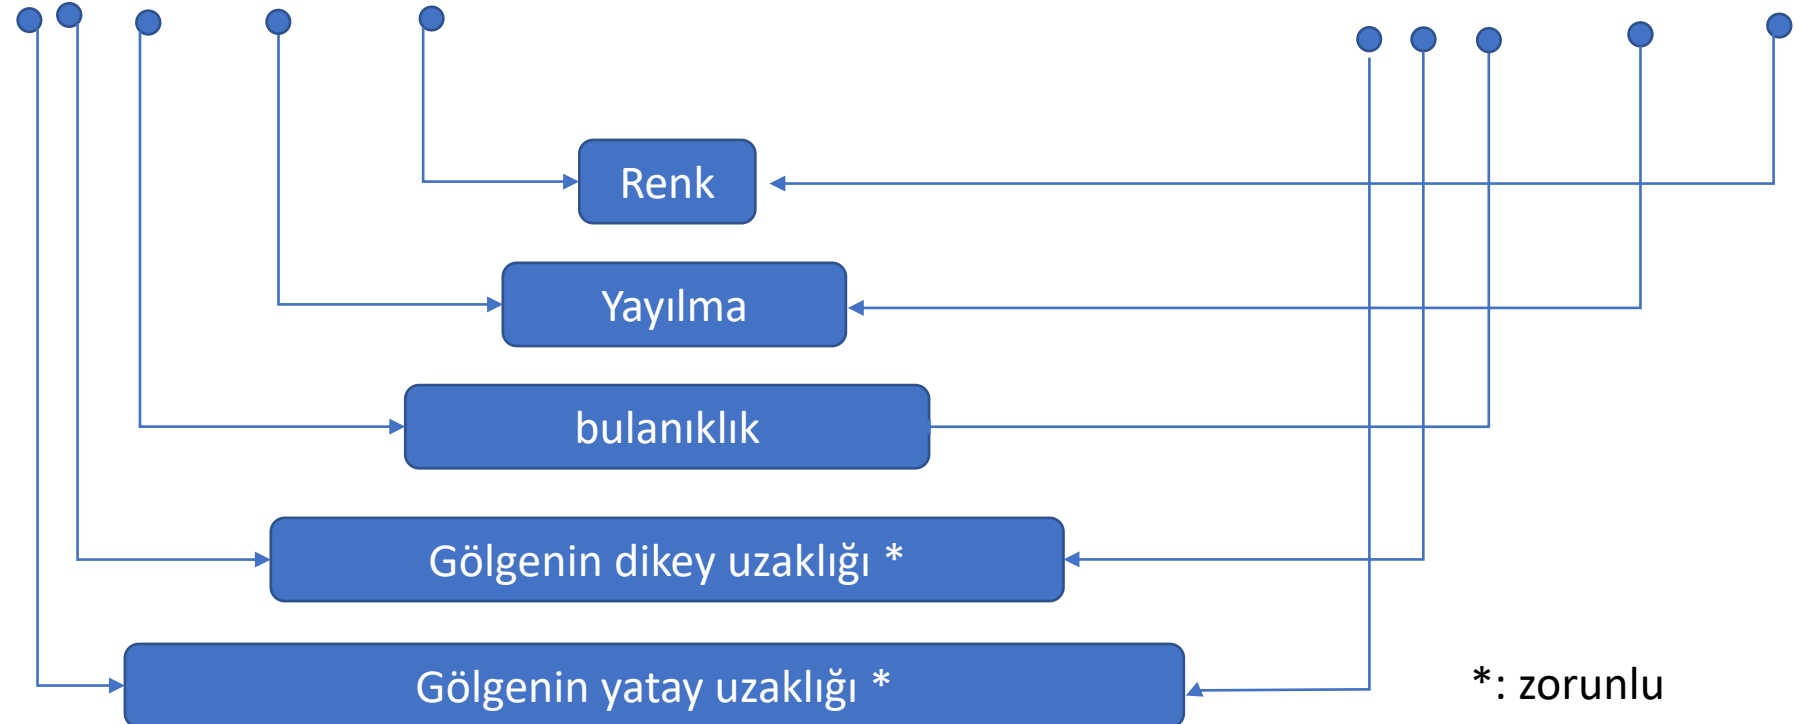 Renk
Yayılma
bulanıklık
Gölgenin dikey uzaklığı *
Gölgenin yatay uzaklığı *
*: zorunlu